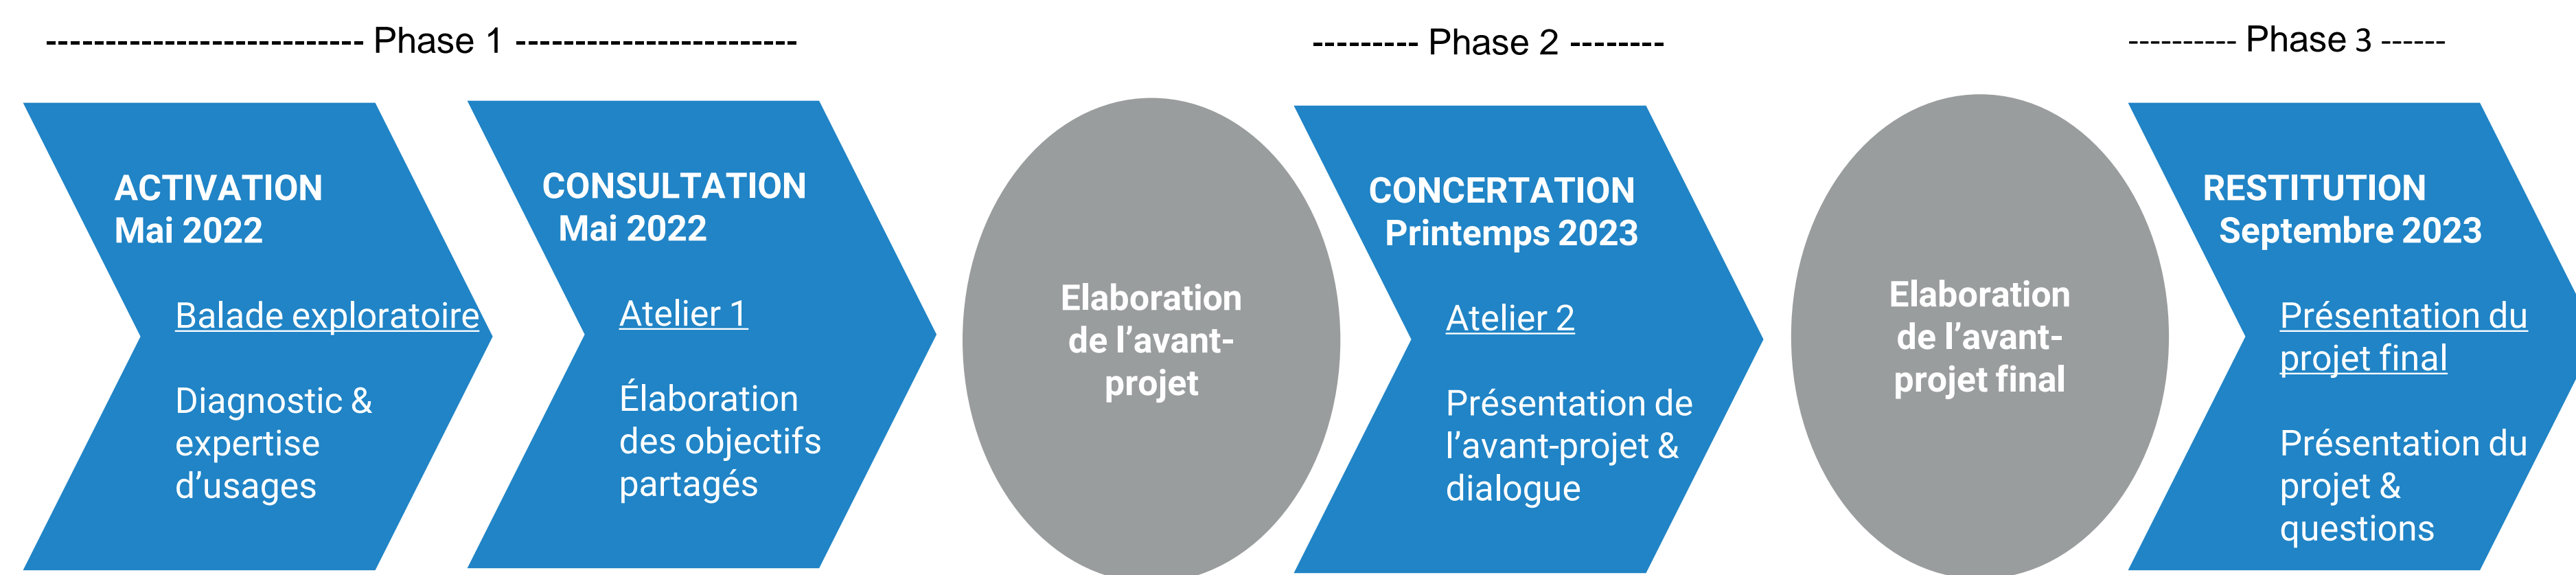 -------------------------- Phase 1 -----------------------
--------- Phase 2 --------
---------- Phase 3 ------
ACTIVATION
Mai 2022
Balade exploratoire
Diagnostic &
expertise
d’usages
CONSULTATION
Mai 2022
Atelier 1
Élaboration
des objectifs
partagés
Elaboration
de l’avant-
projet
CONCERTATION
Printemps 2023
Atelier 2
Présentation de
l’avant-projet &
dialogue
Elaboration
de l’avant-
projet final
RESTITUTION
Septembre 2023
Présentation du
projet final
Présentation du
projet &
questions